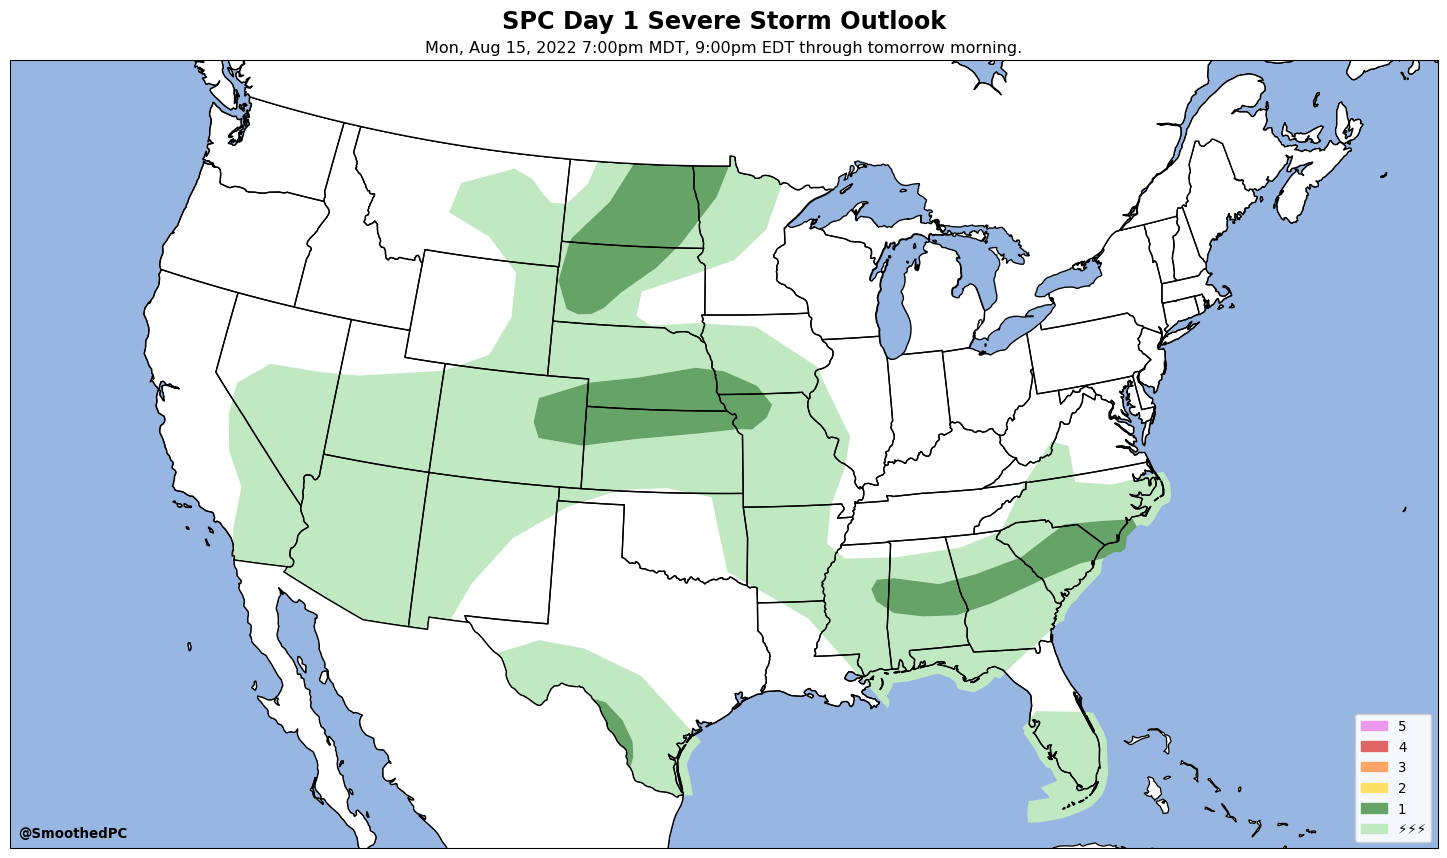 SPC Day 1 Severe Storm Outlook
Mon, Aug 15, 2022 7:00pm MDT, 9:00pm EDT through tomorrow morning.
5
4
3
2
1
⚡⚡⚡
@SmoothedPC